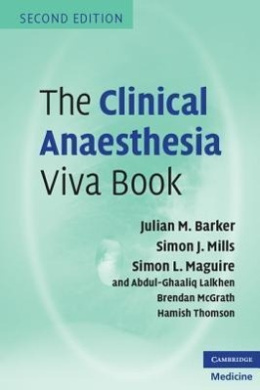 SECOND EDITION
The Clinical
Anaesthesia
Viva Book
Julian M. Barker
Simon J. Mills
Simon L. Maguire
and Abdul-Ghaaliq Lalkhen
Brendan McGrath
Hamish Thomson
CAMBRIDGE
Medicine